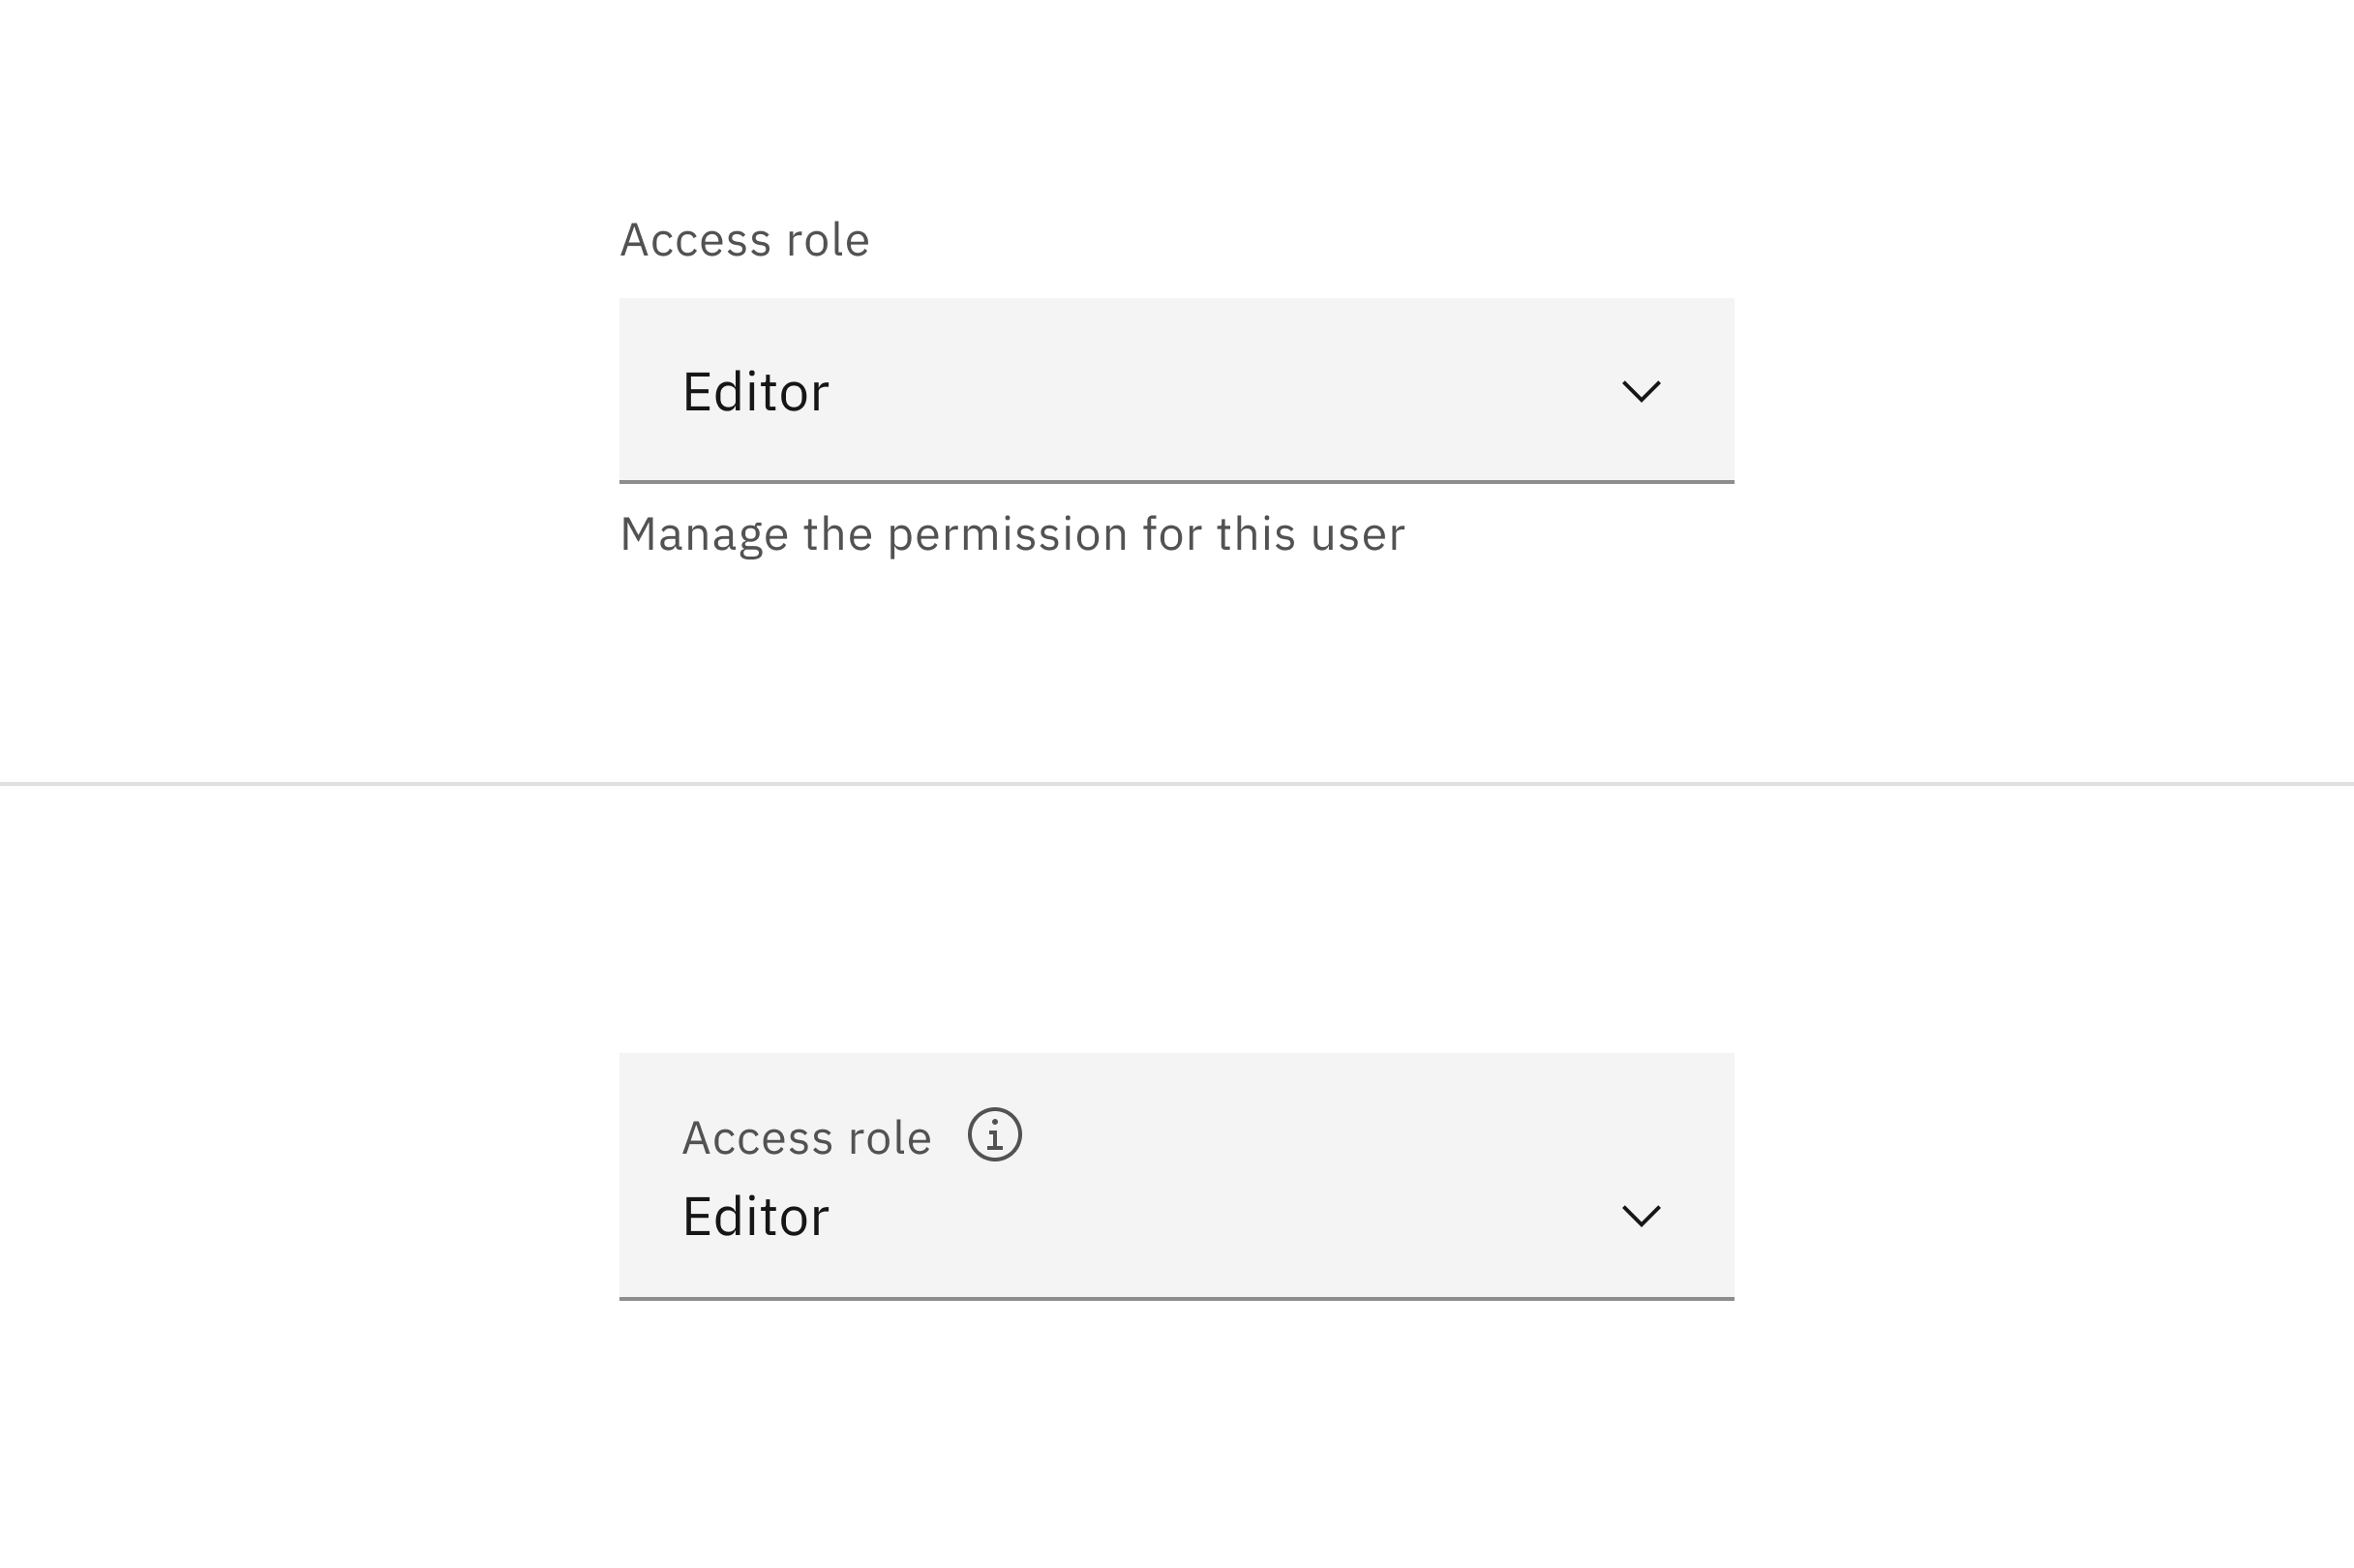 Access role
Editor
Manage the permission for this user
Access role
Editor